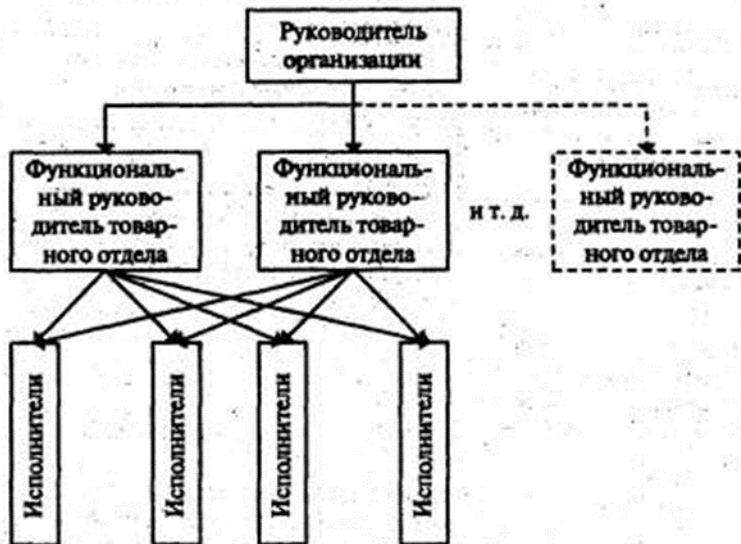 Руководитель
организации
Функциональ-
ный руково-
дитель товар-
ного отдела
Функциональ-
ный руково-
дитель товар-
ного отдела
и т. д.
Функциональ-
ный руково-
дитель товар-
ного отдела
Исполнители
Исполнители
Исполнители
Исполнители